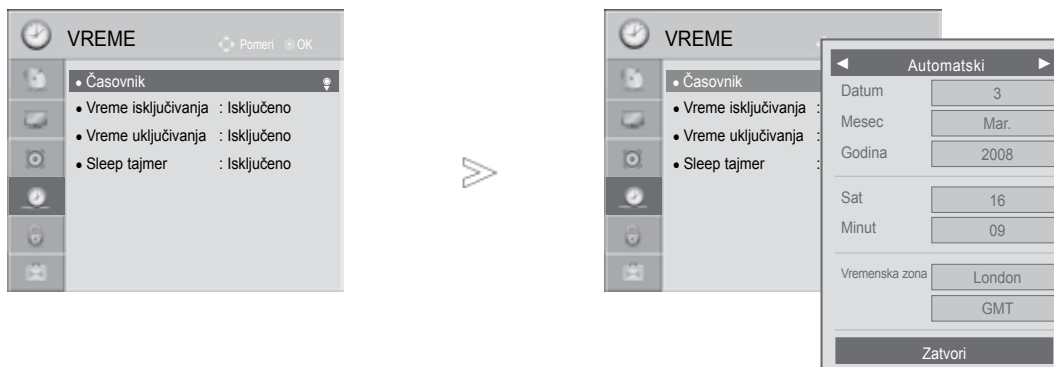 VREME
Pomeri OK
• Časovnik
• Vreme isključivanja : Isključeno
• Vreme uključivanja : Isključeno
• Sleep tajmer : Isključeno
VREME
• Časovnik
• Vreme isključivanja :
• Vreme uključivanja :
• Sleep tajmer :
◄ Automatski ►
Datum 3
Mesec Mar.
Godina 2008
Sat 16
Minut 09
Vremenska zona London
GMT
Zatvori